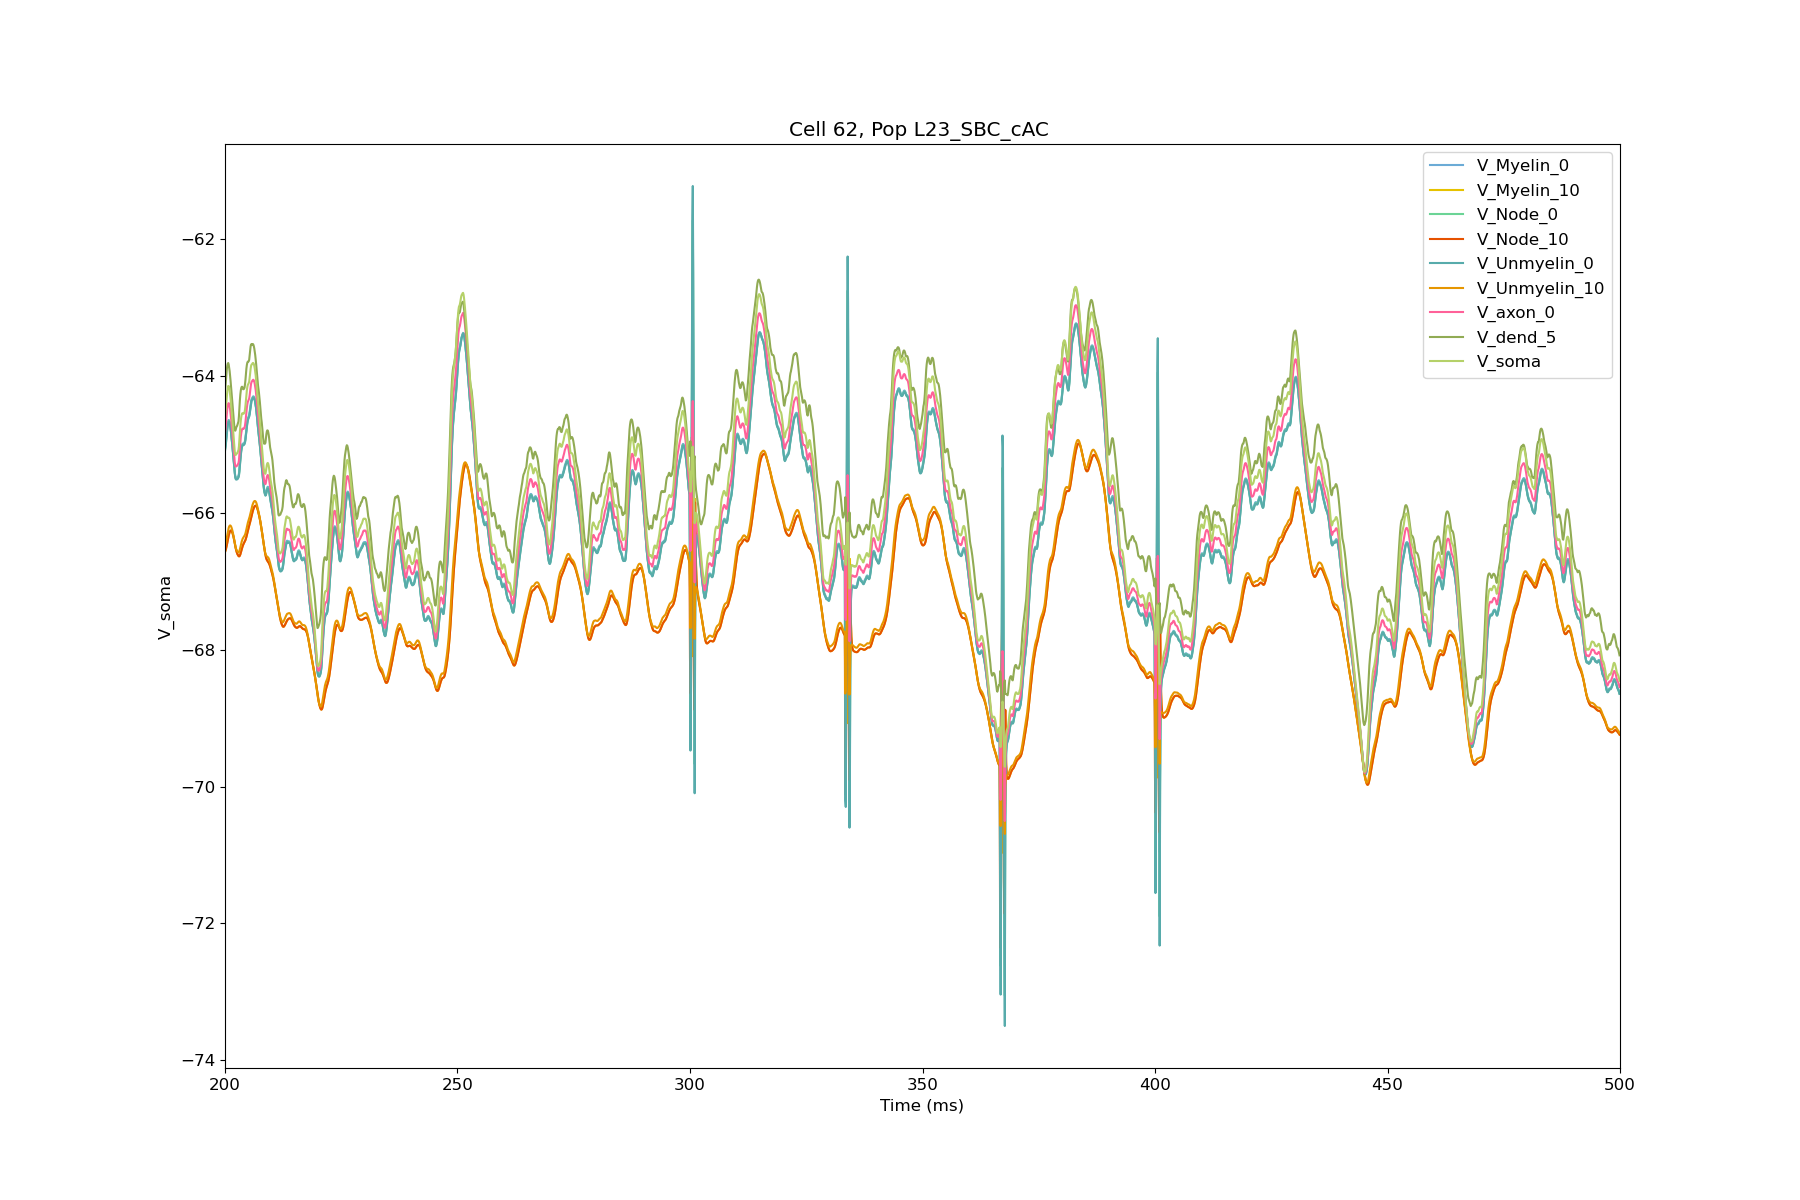 Cell 62, Pop L23_SBC_cAC
V_Myelin_0
V_Myelin_10
V_Node_0
V_Node_10
V_Unmyelin_0
V_Unmyelin_10
V_axon_0
V_dend_5
V_soma
−62
−64
−66
−68
−70
−72
−74
V_soma
200
250
300
350
400
450
500
Time (ms)